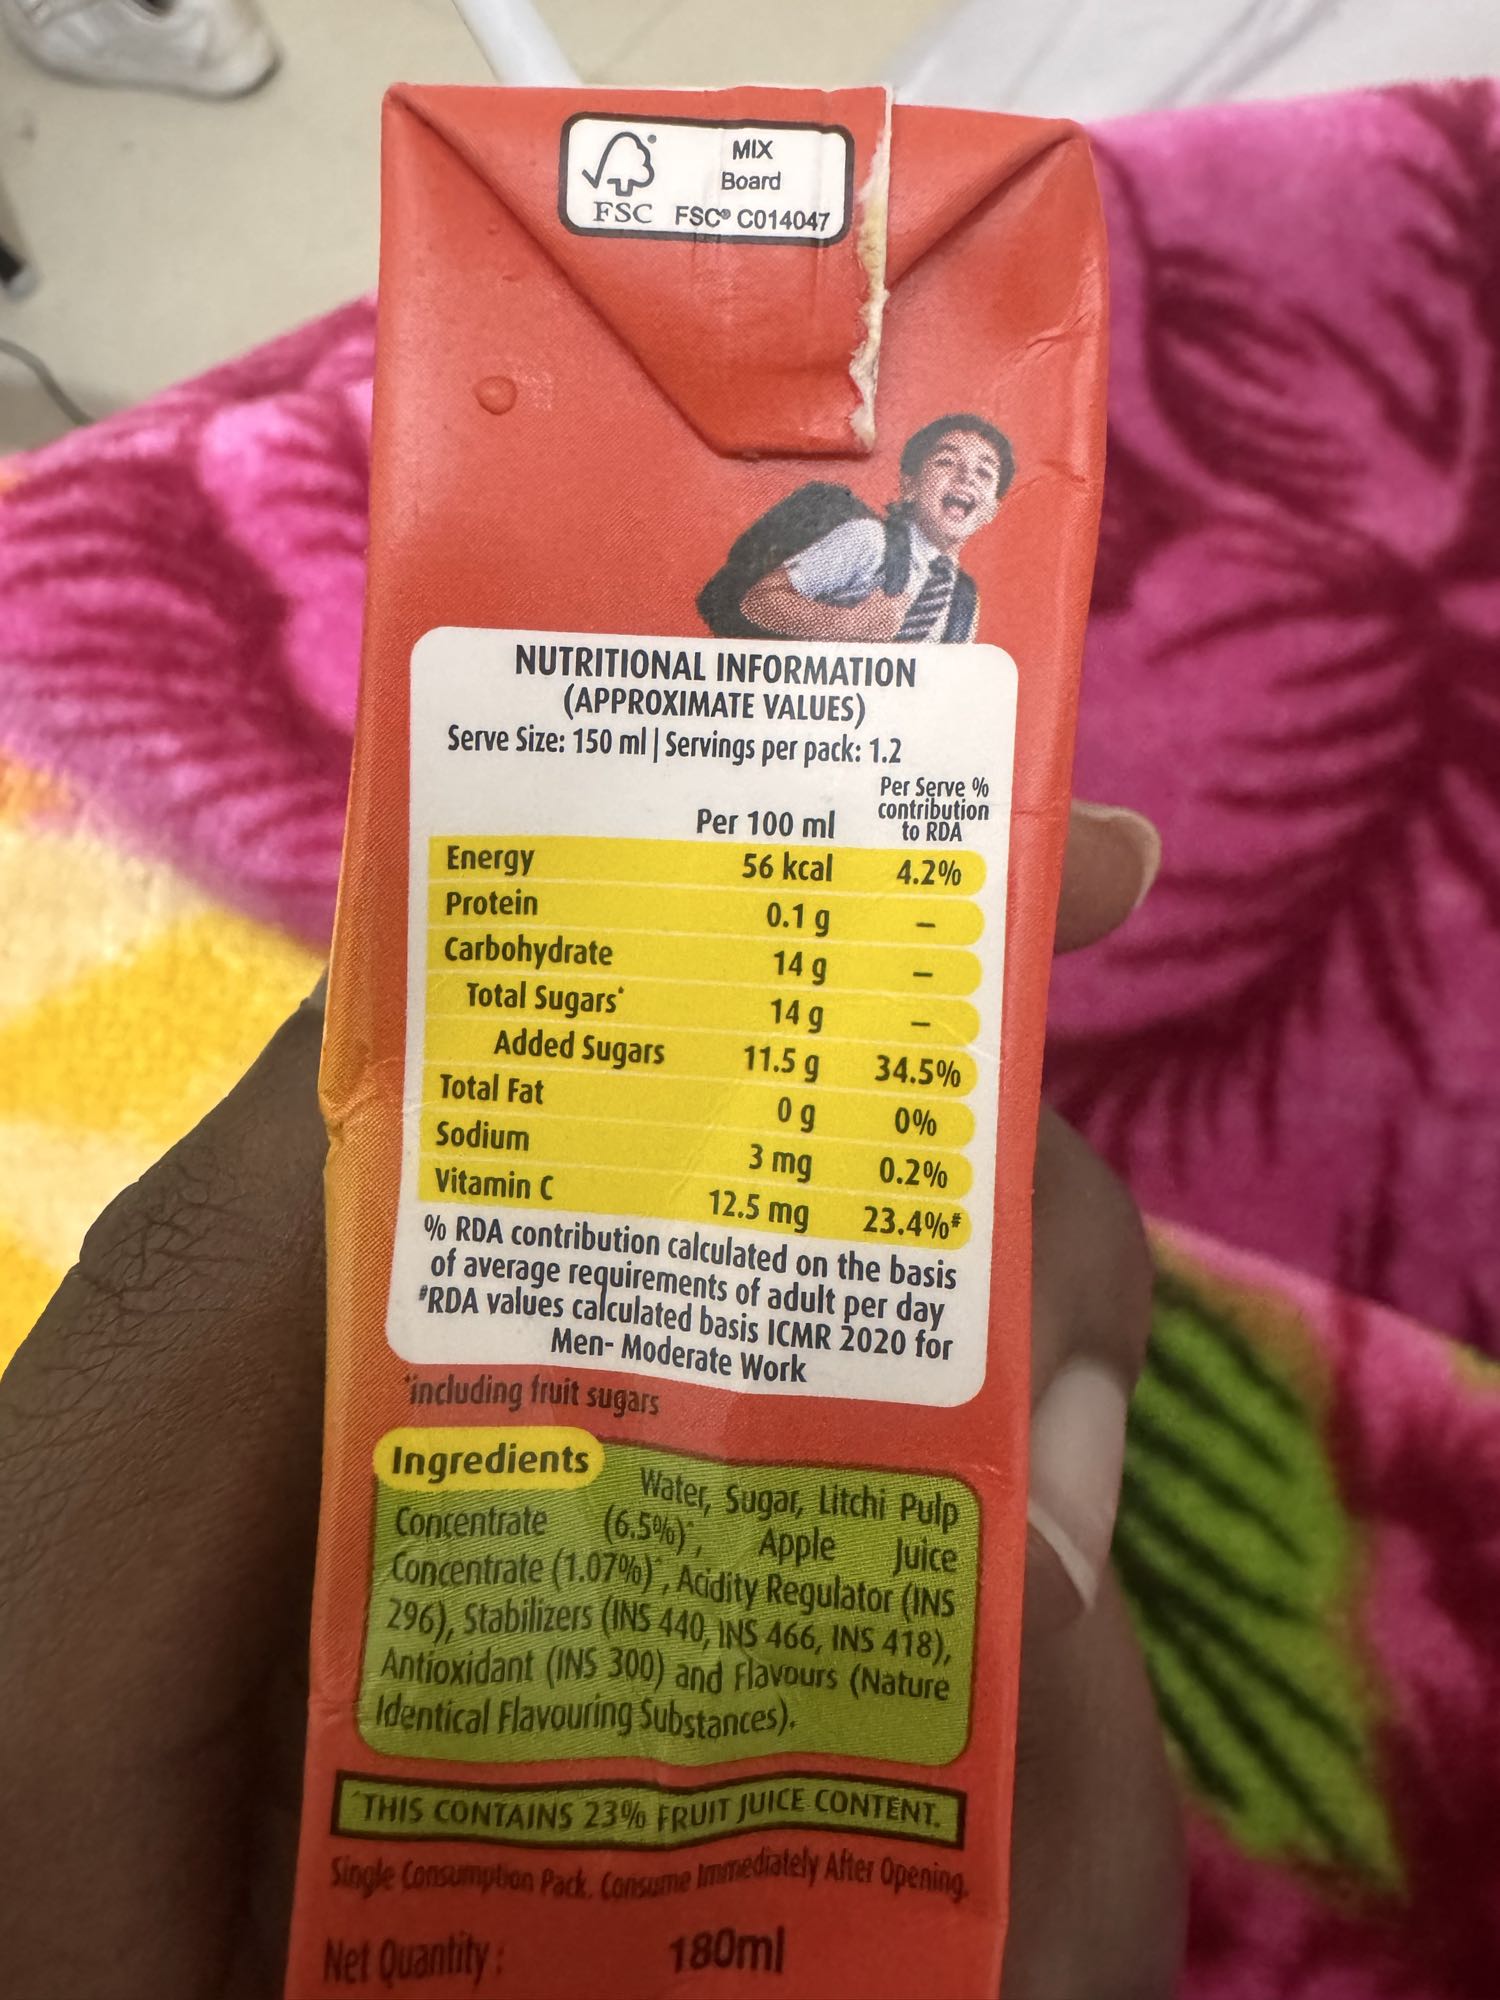 MIX
Board
FSC FSC® C014047
NUTRITIONAL INFORMATION
(APPROXIMATE VALUES)
Serve Size: 150 ml | Servings per pack: 1.2
Per 100 ml Per Serve % contribution to RDA
Energy 56 kcal 4.2%
Protein 0.1 g –
Carbohydrate 14 g –
Total Sugars* 14 g –
Added Sugars 11.5 g 34.5%
Total Fat 0 g 0%
Sodium 3 mg 0.2%
Vitamin C 12.5 mg 23.4%#
% RDA contribution calculated on the basis
of average requirements of adult per day
#RDA values calculated basis ICMR 2020 for
Men- Moderate Work
*including fruit sugars
Ingredients
Water, Sugar, Litchi Pulp
Concentrate (6.5%)^, Apple Juice
Concentrate (1.07%)^, Acidity Regulator (INS
296), Stabilizers (INS 440, INS 466, INS 418),
Antioxidant (INS 300) and Flavours (Nature
Identical Flavouring Substances).
^THIS CONTAINS 23% FRUIT JUICE CONTENT.
Single Consumption Pack. Consume Immediately After Opening.
Net Quantity: 180ml